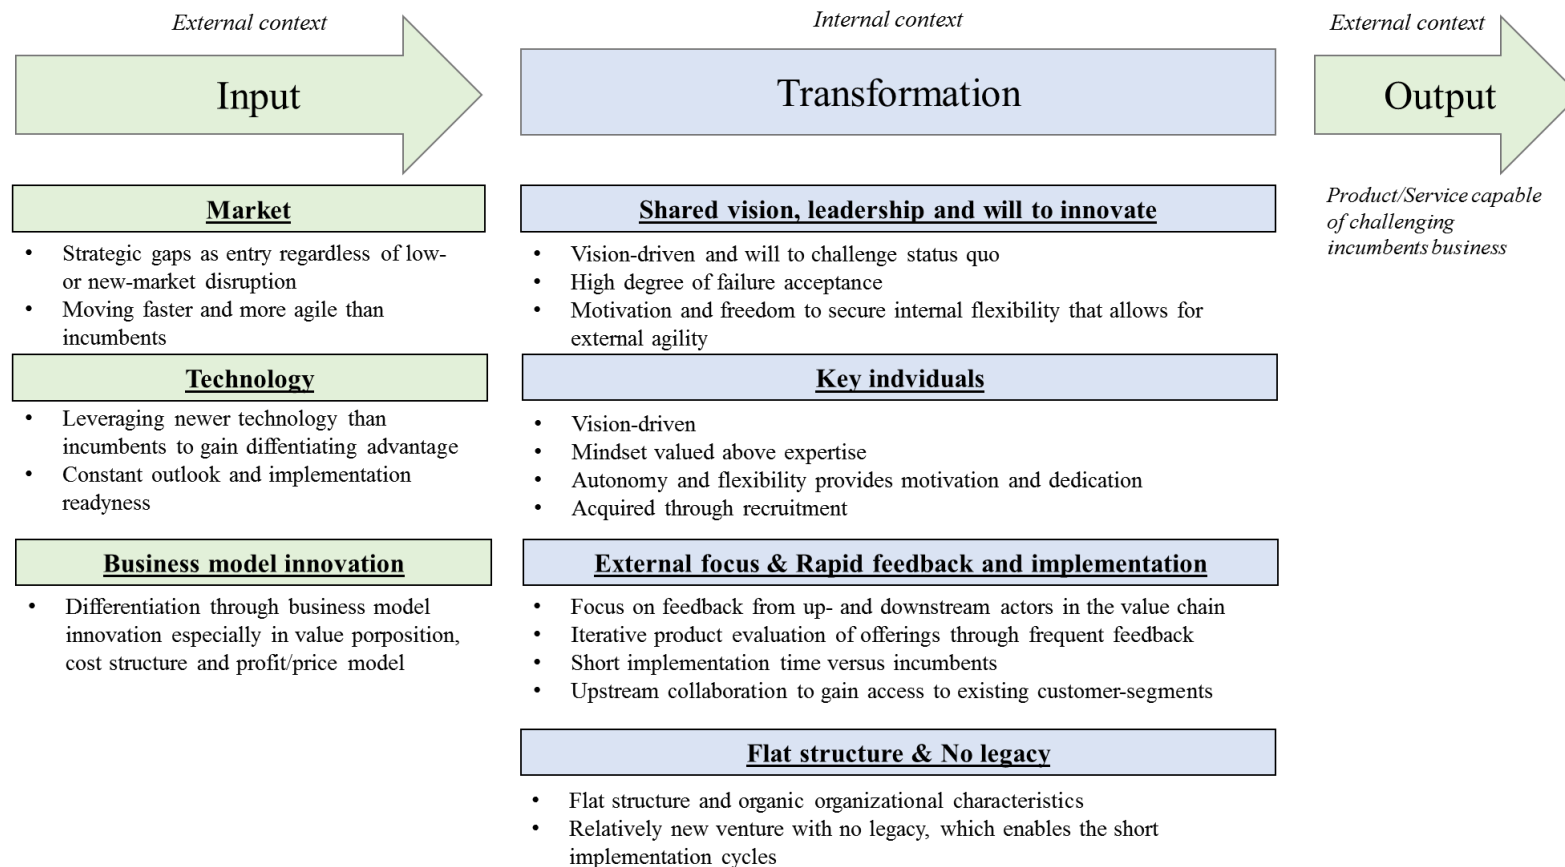 External context
Input
Market
• Strategic gaps as entry regardless of low-
or new-market disruption
• Moving faster and more agile than
incumbents
Technology
• Leveraging newer technology than
incumbents to gain diffentiating advantage
• Constant outlook and implementation
readyness
Business model innovation
• Differentiation through business model
innovation especially in value porposition,
cost structure and profit/price model
Internal context
Transformation
Shared vision, leadership and will to innovate
• Vision-driven and will to challenge status quo
• High degree of failure acceptance
• Motivation and freedom to secure internal flexibility that allows for
external agility
Key indviduals
• Vision-driven
• Mindset valued above expertise
• Autonomy and flexibility provides motivation and dedication
• Acquired through recruitment
External focus & Rapid feedback and implementation
• Focus on feedback from up- and downstream actors in the value chain
• Iterative product evaluation of offerings through frequent feedback
• Short implementation time versus incumbents
• Upstream collaboration to gain access to existing customer-segments
Flat structure & No legacy
• Flat structure and organic organizational characteristics
• Relatively new venture with no legacy, which enables the short
implementation cycles
External context
Output
Product/Service capable
of challenging
incumbents business